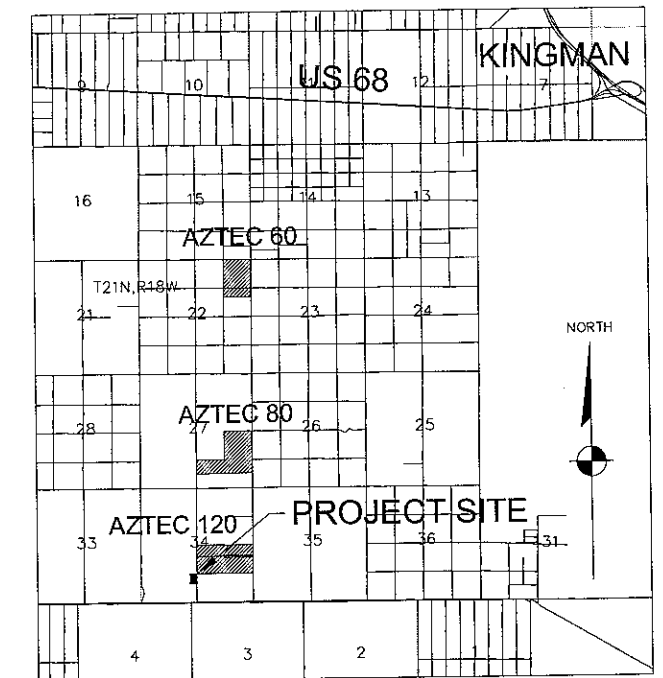 KINGMAN
9 10 US 68 12 7
16 15 14 13
AZTEC 60
T21N,R18W
21 22 23 24
NORTH
AZTEC 80
28 27 26 25
AZTEC 120 PROJECT SITE
33 34 35 36 31
4 3 2 1